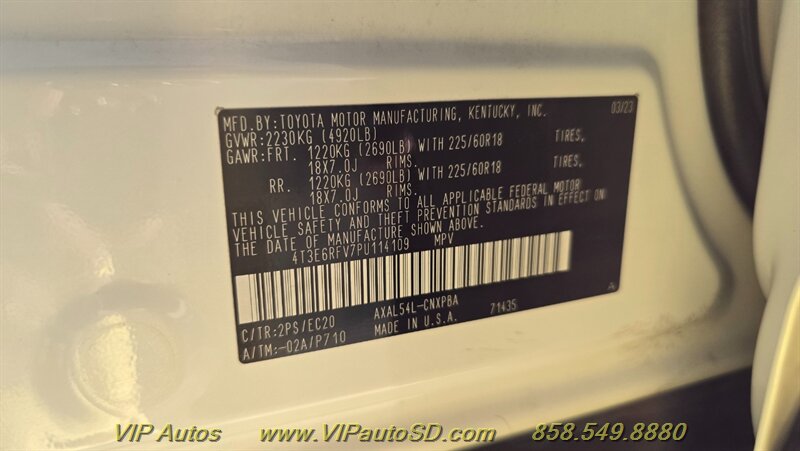 MFD.BY:TOYOTA MOTOR MANUFACTURING, KENTUCKY, INC. 03/23
GVWR:2230KG (4920LB)
GAWR:FRT. 1220KG (2690LB) WITH 225/60R18 TIRES,
18X7.0J RIMS.
RR. 1220KG (2690LB) WITH 225/60R18 TIRES,
18X7.0J RIMS.
THIS VEHICLE CONFORMS TO ALL APPLICABLE FEDERAL MOTOR
VEHICLE SAFETY AND THEFT PREVENTION STANDARDS IN EFFECT ON
THE DATE OF MANUFACTURE SHOWN ABOVE.
4T3E6RFV7PU114109 MPV
C/TR:2PS/EC20 AXAL54L-CNXPBA 71435
A/TM:-02A/P710 MADE IN U.S.A. A
VIP Autos www.VIPautoSD.com 858.549.8880